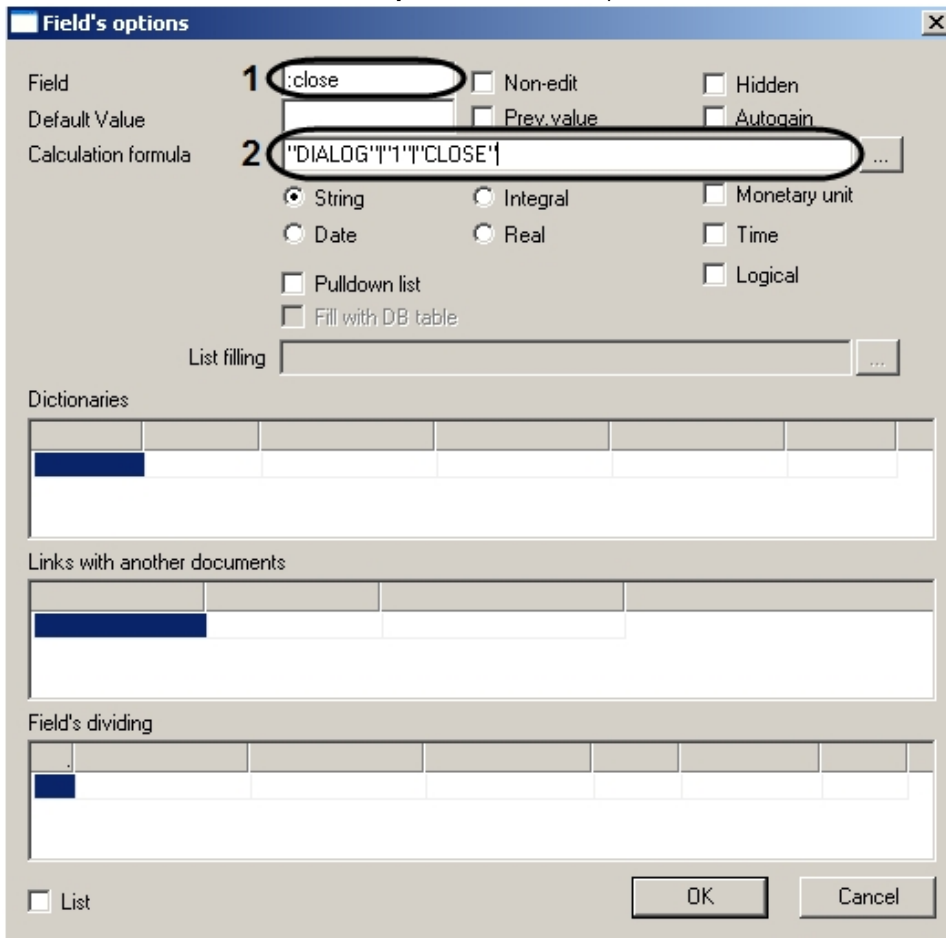 Field's options
Field 1 :close Non-edit Hidden
Default Value Prev.value Autogain
Calculation formula 2 "DIALOG"|"1"|"CLOSE" ...
String Integral Monetary unit
Date Real Time
Pulldown list Logical
Fill with DB table
List filling ...
Dictionaries
Links with another documents
Field's dividing
.
List OK Cancel